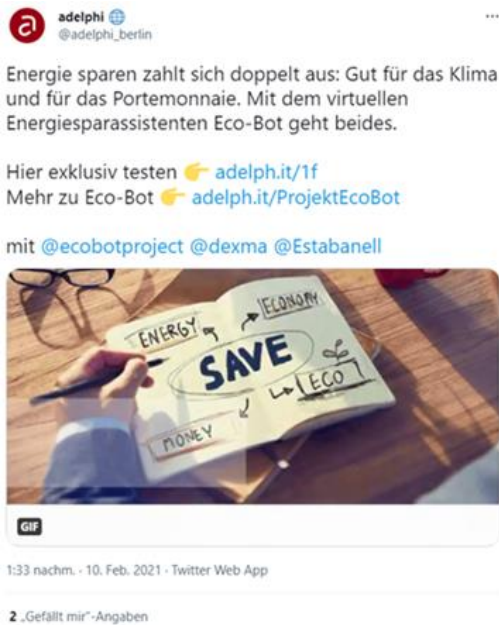 adelphi
@adelphi_berlin
Energie sparen zahlt sich doppelt aus: Gut für das Klima
und für das Portemonnaie. Mit dem virtuellen
Energiesparassistenten Eco-Bot geht beides.
Hier exklusiv testen 👉 adelph.it/1f
Mehr zu Eco-Bot 👉 adelph.it/ProjektEcoBot
mit @ecobotproject @dexma @Estabanell
ENERGY
ECONOMY
SAVE
ECO
MONEY
GIF
1:33 nachm. · 10. Feb. 2021 · Twitter Web App
2 „Gefällt mir“-Angaben